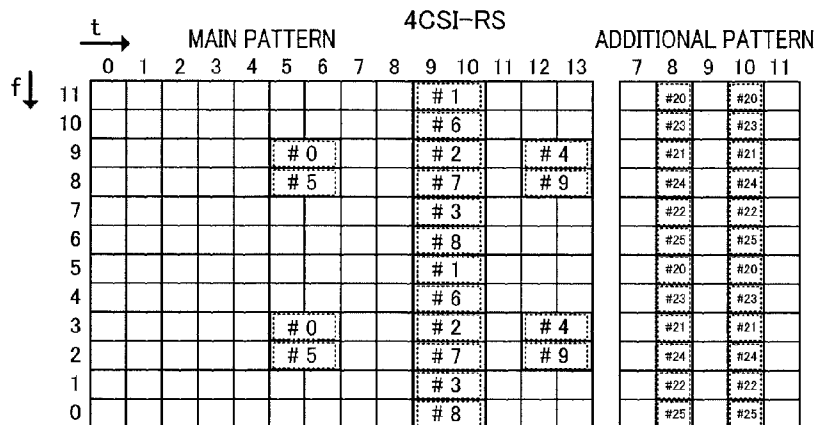 4CSI-RS
t MAIN PATTERN ADDITIONAL PATTERN
0 1 2 3 4 5 6 7 8 9 10 11 12 13 7 8 9 10 11
f 11 # 1 #20 #20
10 # 6 #23 #23
9 # 0 # 2 # 4 #21 #21
8 # 5 # 7 # 9 #24 #24
7 # 3 #22 #22
6 # 8 #25 #25
5 # 1 #20 #20
4 # 6 #23 #23
3 # 0 # 2 # 4 #21 #21
2 # 5 # 7 # 9 #24 #24
1 # 3 #22 #22
0 # 8 #25 #25